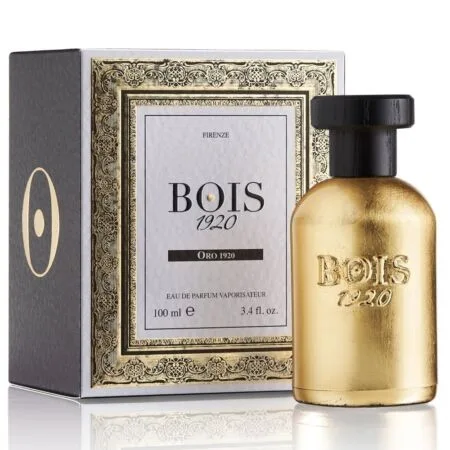 FIRENZE
BOIS
1920
ORO 1920
EAU DE PARFUM VAPORISATEUR
100 ml ℮ 3.4 fl. oz.
BOIS
1920